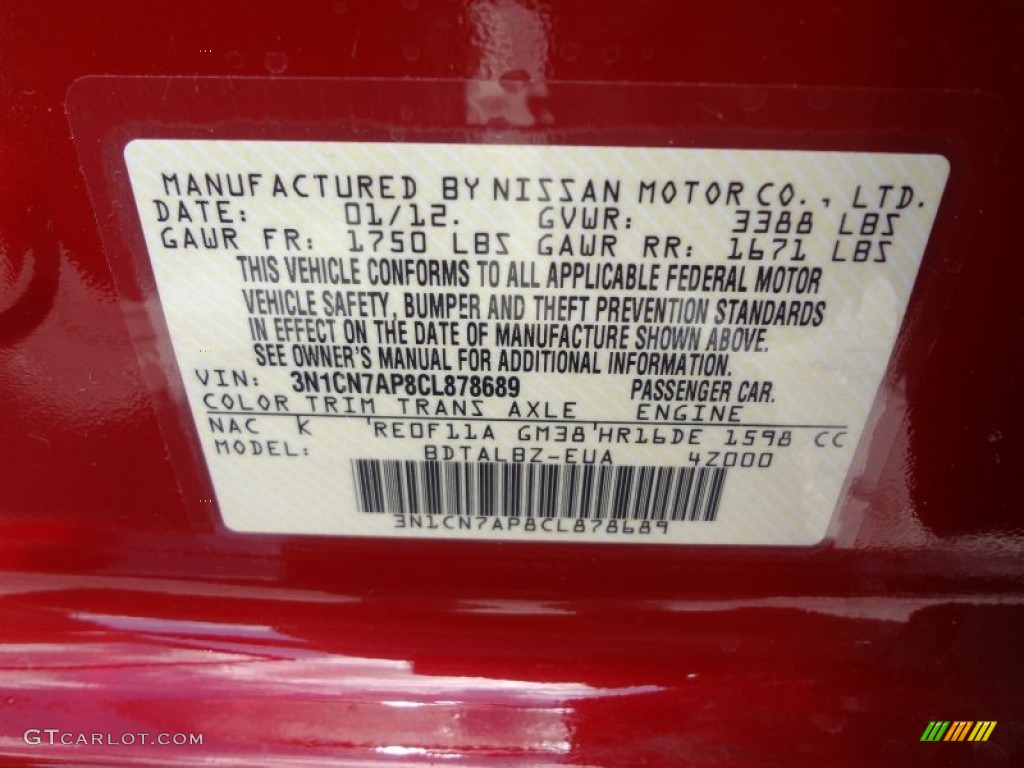 MANUFACTURED BY NISSAN MOTOR CO., LTD.
DATE: 01/12. GVWR: 3388 LBS
GAWR FR: 1750 LBS GAWR RR: 1671 LBS
THIS VEHICLE CONFORMS TO ALL APPLICABLE FEDERAL MOTOR
VEHICLE SAFETY, BUMPER AND THEFT PREVENTION STANDARDS
IN EFFECT ON THE DATE OF MANUFACTURE SHOWN ABOVE.
SEE OWNER'S MANUAL FOR ADDITIONAL INFORMATION.
VIN: 3N1CN7AP8CL878689 PASSENGER CAR.
COLOR TRIM TRANS AXLE ENGINE
NAC K 'RE0F11A GM38'HR16DE 1598 CC
MODEL: BDTALBZ-EUA 4Z000
3N1CN7AP8CL878689
GTCARLOT.COM